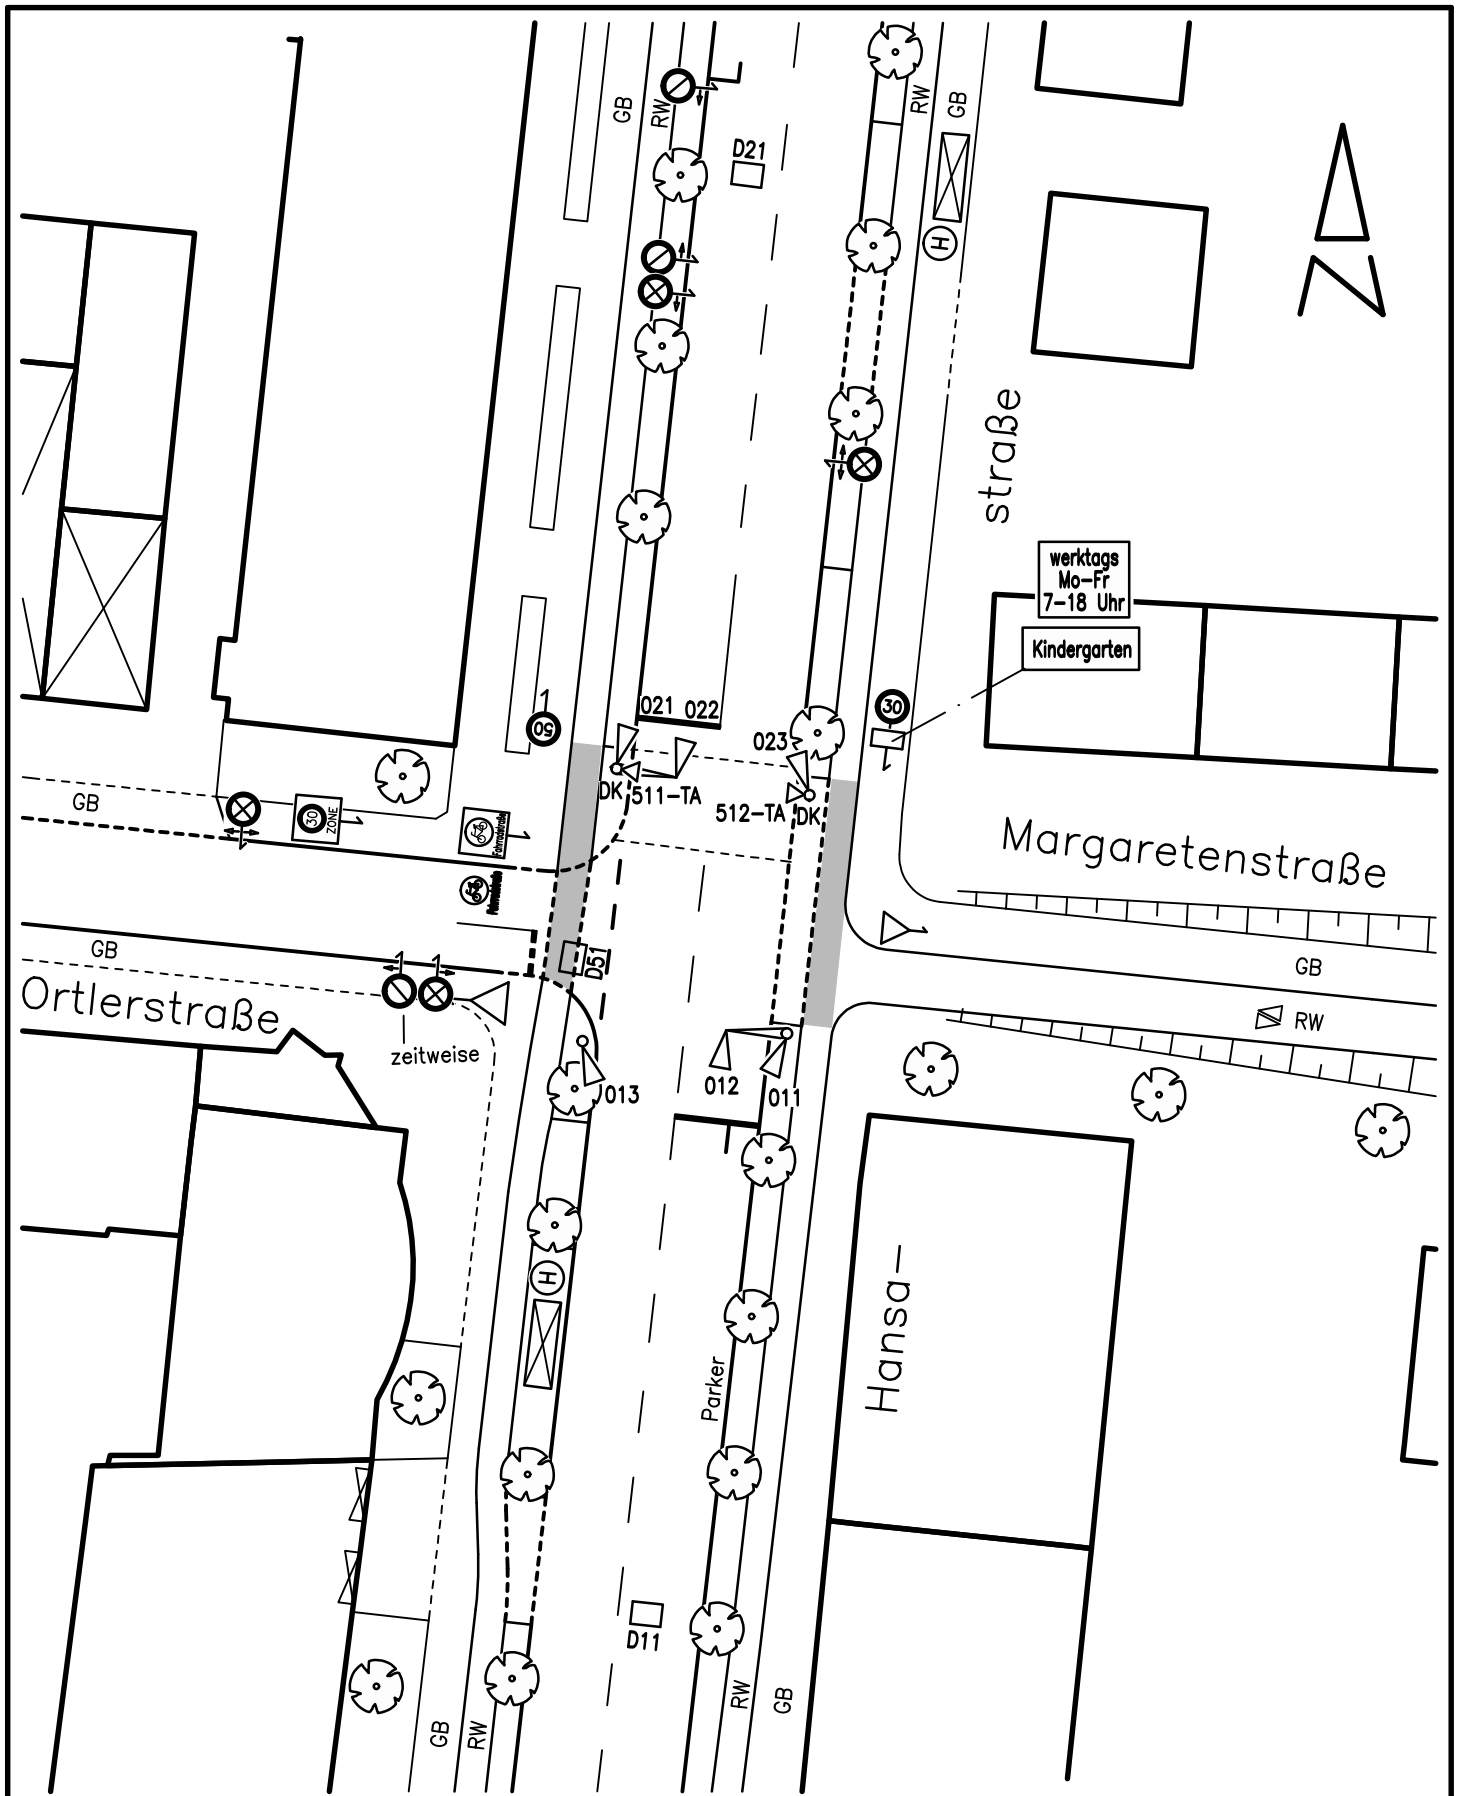 GB
RW
RW
GB
D21
H
straße
werktags
Mo–Fr
7–18 Uhr
Kindergarten
30
50
021
022
023
DK
511–TA
512–TA
DK
GB
30
ZONE
Fahrradstraße
Fahrradstraße
Margaretenstraße
GB
D51
GB
Ortlerstraße
RW
zeitweise
013
012
011
H
Hansa–
Parker
D11
GB
RW
RW
GB